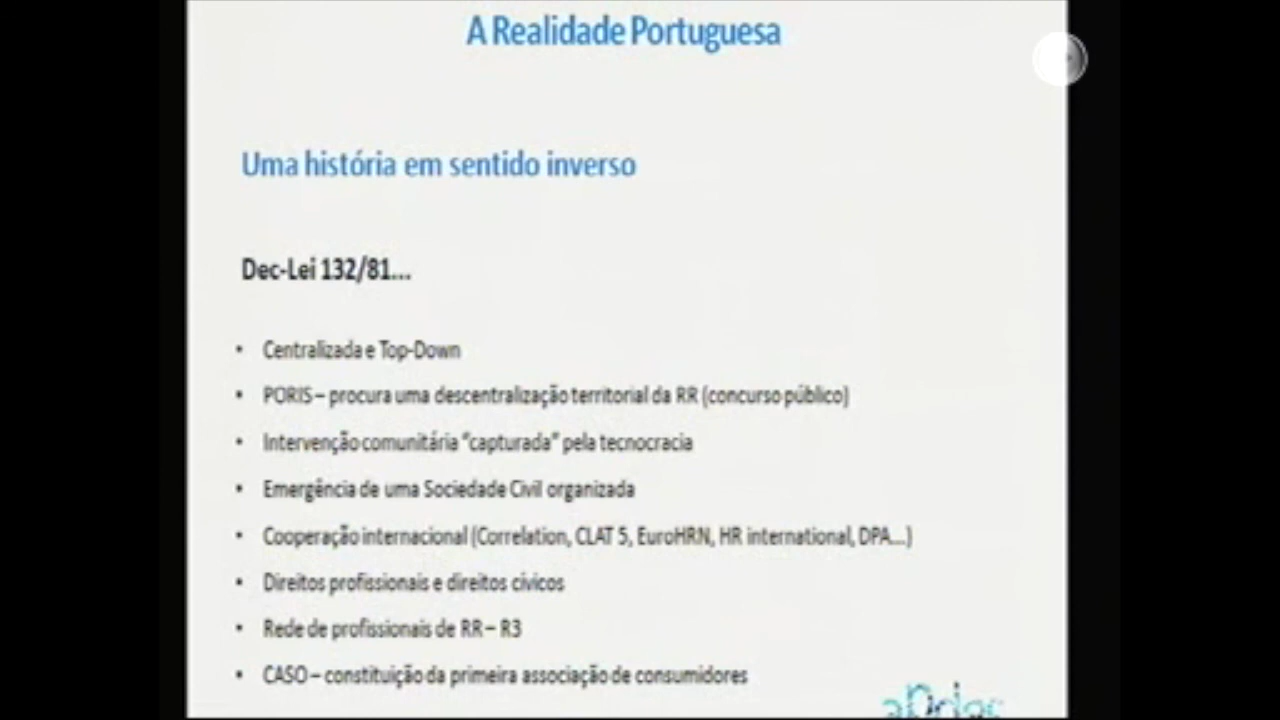 A Realidade Portuguesa
Uma história em sentido inverso
Dec-Lei 132/81...
• Centralizada e Top-Down
• PORIS – procura uma descentralização territorial da RR (concurso público)
• Intervenção comunitária "capturada" pela tecnocracia
• Emergência de uma Sociedade Civil organizada
• Cooperação internacional (Correlation, CLAT 5, EuroHRN, HR international, DPA...)
• Direitos profissionais e direitos cívicos
• Rede de profissionais de RR – R3
• CASO – constituição da primeira associação de consumidores